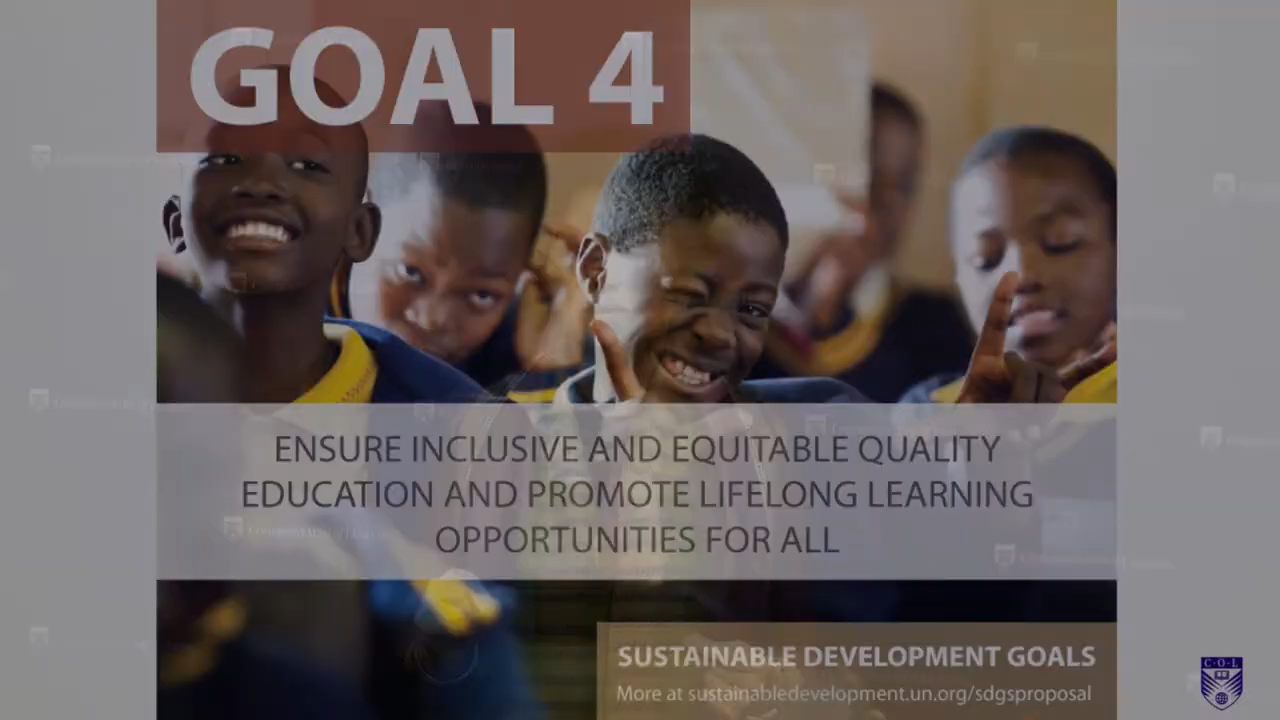 GOAL 4
ENSURE INCLUSIVE AND EQUITABLE QUALITY
EDUCATION AND PROMOTE LIFELONG LEARNING
OPPORTUNITIES FOR ALL
SUSTAINABLE DEVELOPMENT GOALS
More at sustainabledevelopment.un.org/sdgsproposal
C·O·L